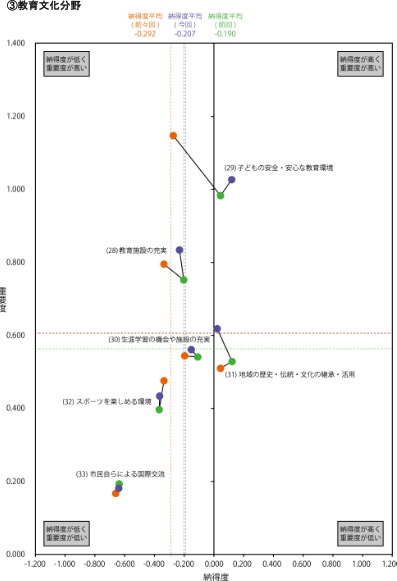 ③教育文化分野
納得度平均 納得度平均 納得度平均
(前々回) (今回) (前回)
-0.292 -0.207 -0.190
1.400
納得度が低く
重要度が高い
納得度が高く
重要度が高い
1.200
(29)子どもの安全・安心な教育環境
1.000
(28)教育施設の充実
0.800
重要度
0.600
(30)生涯学習の機会や施設の充実
(31)地域の歴史・伝統・文化の継承・活用
0.400
(32)スポーツを楽しめる環境
(33)市民自らによる国際交流
0.200
納得度が低く
重要度が低い
納得度が高く
重要度が低い
0.000
-1.200 -1.000 -0.800 -0.600 -0.400 -0.200 0.000 0.200 0.400 0.600 0.800 1.000 1.200
納得度